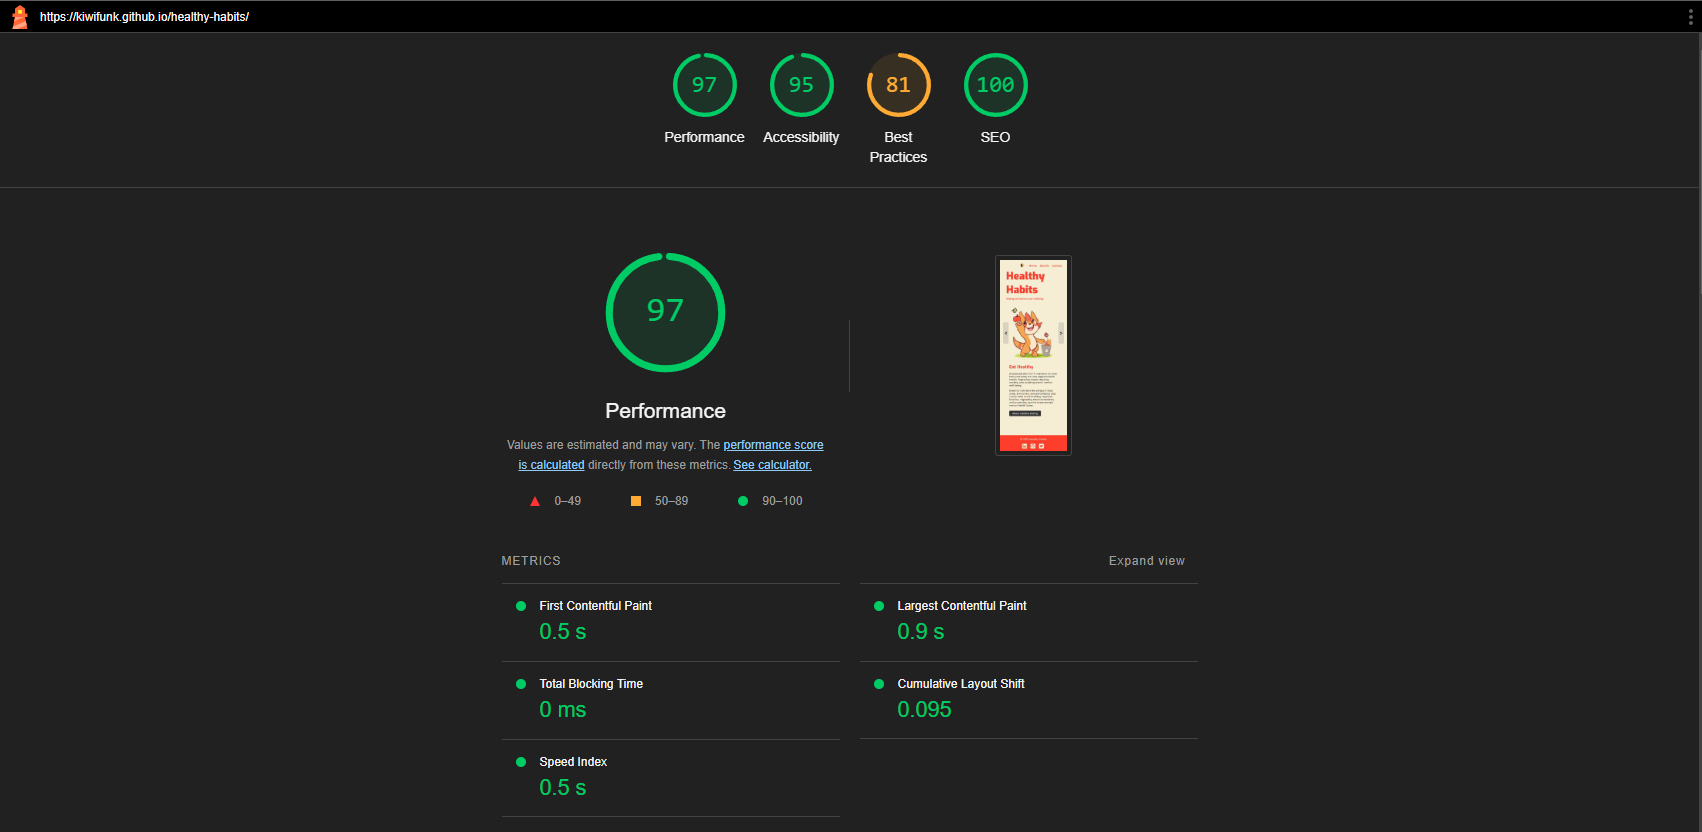 https://kiwifunk.github.io/healthy-habits/
97
95
81
100
Performance
Accessibility
Best
Practices
SEO
97
Performance
Values are estimated and may vary. The performance score
is calculated directly from these metrics. See calculator.
0–49
50–89
90–100
Healthy
Habits
Eat Healthy
METRICS
Expand view
First Contentful Paint
0.5 s
Largest Contentful Paint
0.9 s
Total Blocking Time
0 ms
Cumulative Layout Shift
0.095
Speed Index
0.5 s